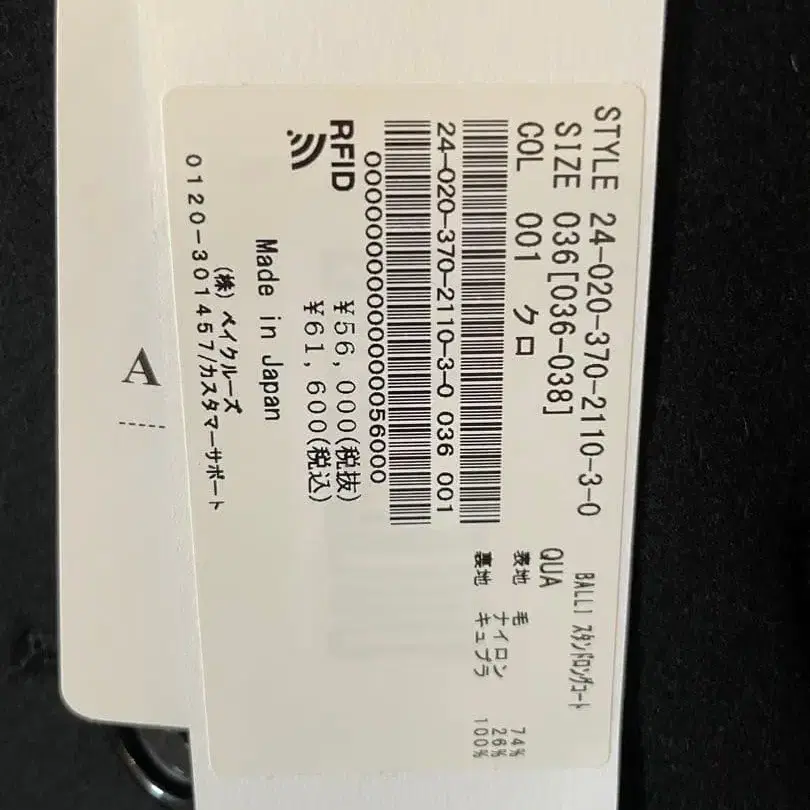 STYLE 24-020-370-2110-3-0
SIZE 036[036-038]
COL 001 クロ
24-020-370-2110-3-0 036 001
0000000000000000056000
RFID
¥56,000(税抜)
¥61,600(税込)
Made in Japan
(株)ベイクルーズ
0120-301457/カスタマーサポート
BALLI スタンドロングコート
QUA
表地 毛 74%
ナイロン 26%
裏地 キュプラ 100%
A